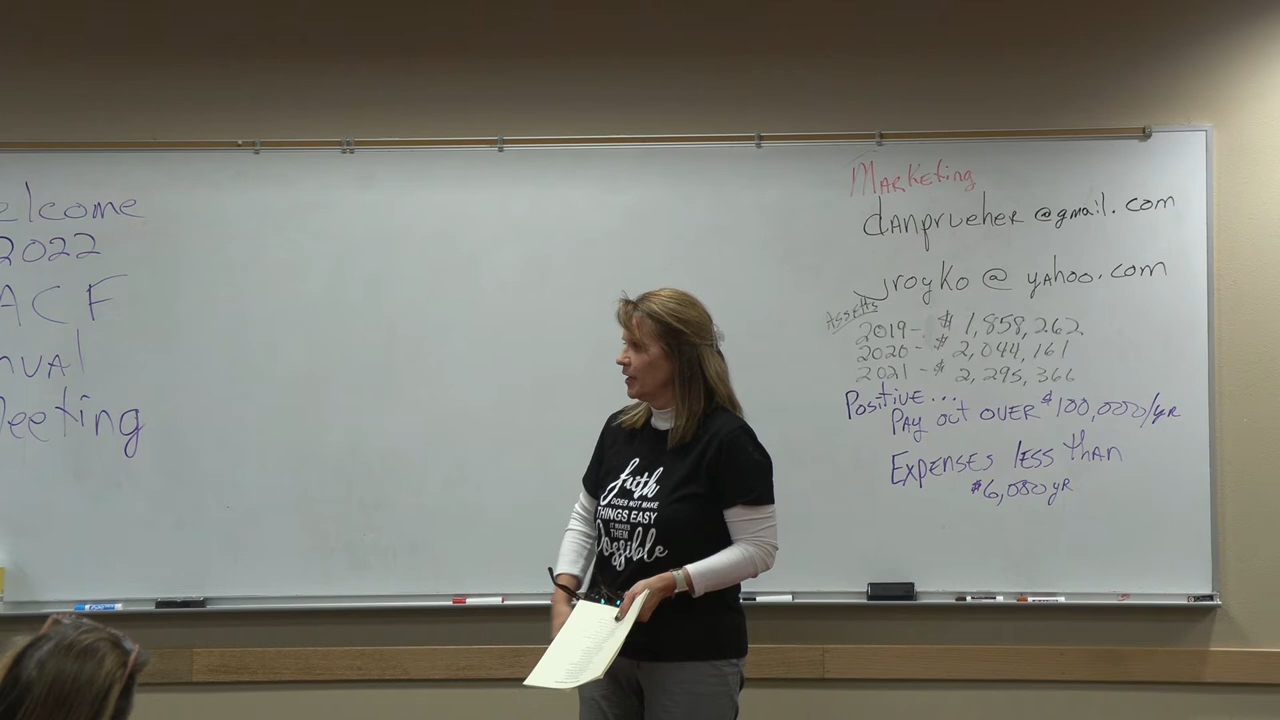 elcome
2022
ACF
nual
eeting
Marketing
danprueher @gmail.com
jroyko @ yahoo.com
Assets
2019- $ 1,858,262
2020- $ 2,044,161
2021 - $ 2,295,366
Positive...
Pay out over $100,000/yr
Expenses less than
$6,080 yr
Faith
DOES NOT MAKE
THINGS EASY
IT MAKES
THEM
Possible